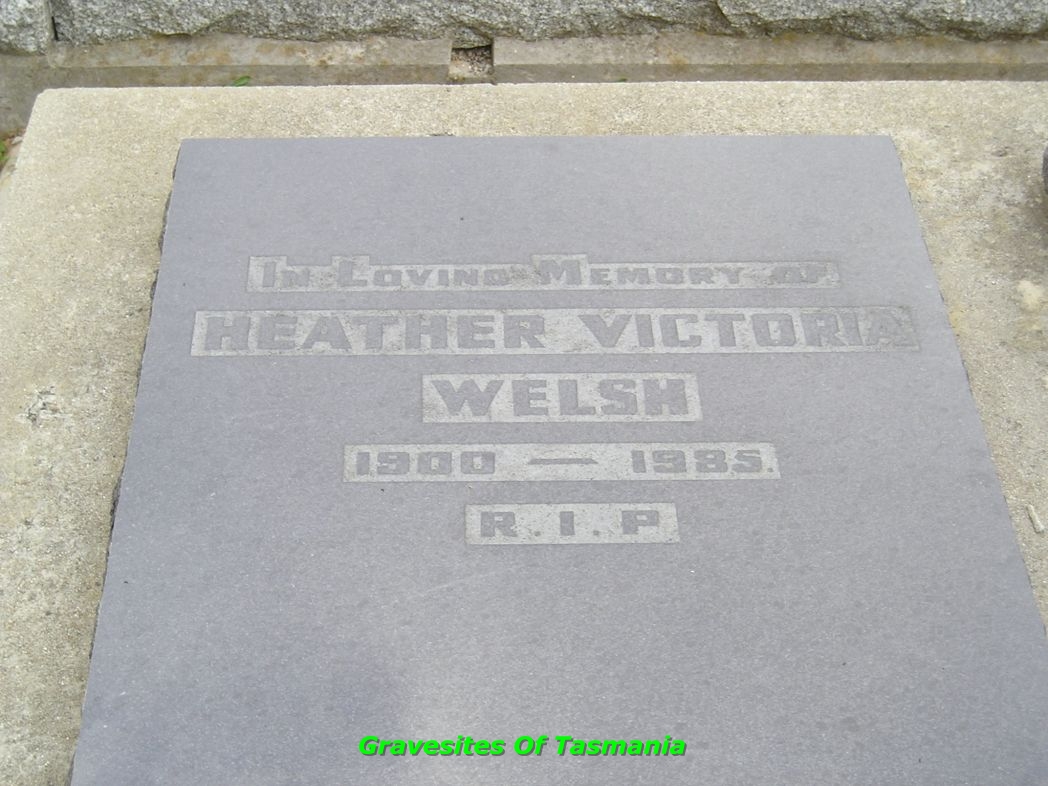 In Loving Memory of
HEATHER VICTORIA
WELSH
1900 — 1985.
R.I.P
Gravesites Of Tasmania